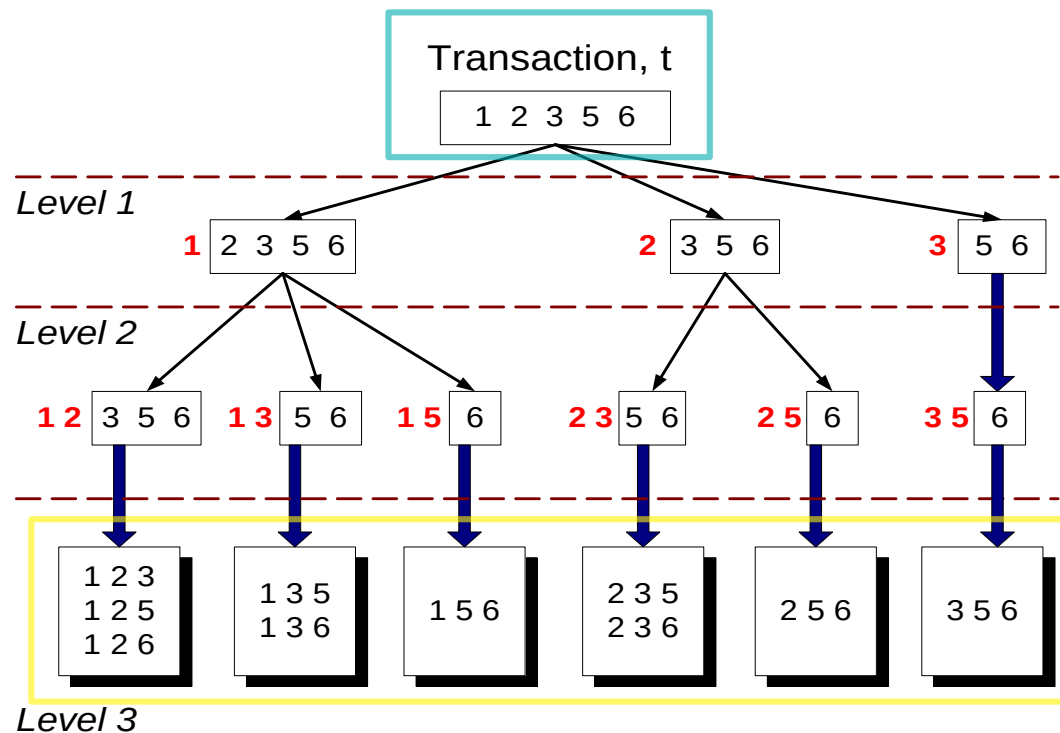 Transaction, t
1 2 3 5 6
Level 1
1 2 3 5 6
2 3 5 6
3 5 6
Level 2
1 2 3 5 6
1 3 5 6
1 5 6
2 3 5 6
2 5 6
3 5 6
1 2 3
1 2 5
1 2 6
1 3 5
1 3 6
1 5 6
2 3 5
2 3 6
2 5 6
3 5 6
Level 3